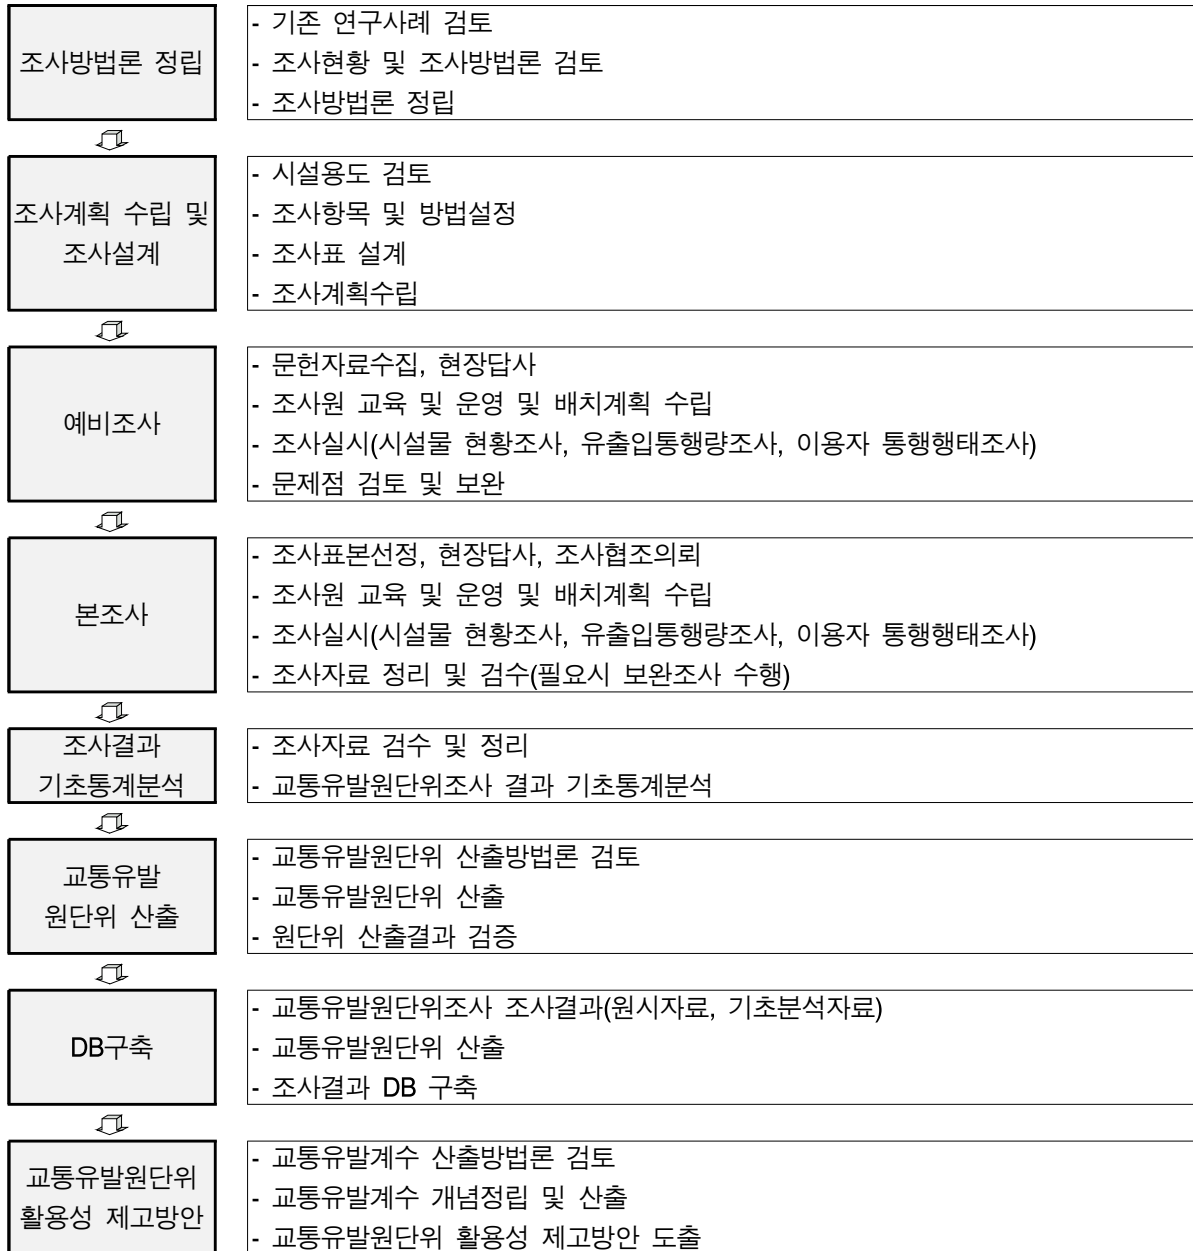 조사방법론 정립
- 기존 연구사례 검토
- 조사현황 및 조사방법론 검토
- 조사방법론 정립
조사계획 수립 및
조사설계
- 시설용도 검토
- 조사항목 및 방법설정
- 조사표 설계
- 조사계획수립
예비조사
- 문헌자료수집, 현장답사
- 조사원 교육 및 운영 및 배치계획 수립
- 조사실시(시설물 현황조사, 유출입통행량조사, 이용자 통행행태조사)
- 문제점 검토 및 보완
본조사
- 조사표본선정, 현장답사, 조사협조의뢰
- 조사원 교육 및 운영 및 배치계획 수립
- 조사실시(시설물 현황조사, 유출입통행량조사, 이용자 통행행태조사)
- 조사자료 정리 및 검수(필요시 보완조사 수행)
조사결과
기초통계분석
- 조사자료 검수 및 정리
- 교통유발원단위조사 결과 기초통계분석
교통유발
원단위 산출
- 교통유발원단위 산출방법론 검토
- 교통유발원단위 산출
- 원단위 산출결과 검증
DB구축
- 교통유발원단위조사 조사결과(원시자료, 기초분석자료)
- 교통유발원단위 산출
- 조사결과 DB 구축
교통유발원단위
활용성 제고방안
- 교통유발계수 산출방법론 검토
- 교통유발계수 개념정립 및 산출
- 교통유발원단위 활용성 제고방안 도출